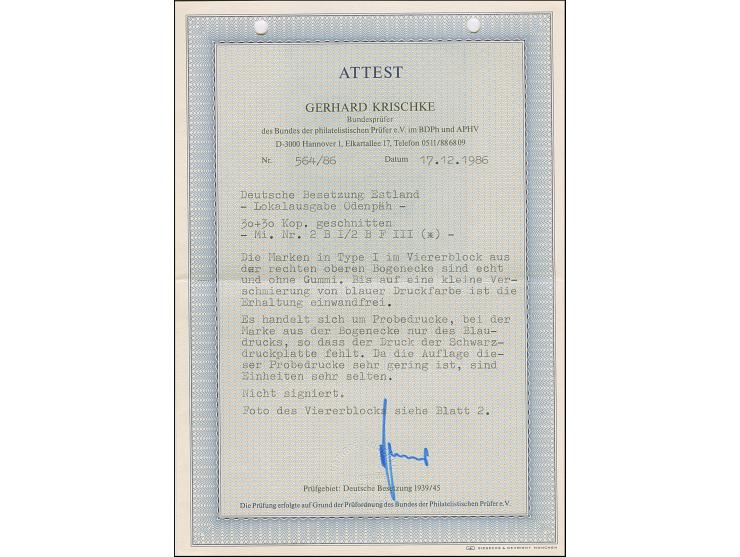 ATTEST
GERHARD KRISCHKE
Bundesprüfer
des Bundes der philatelistischen Prüfer e.V. im BDPh und APHV
D-3000 Hannover 1, Elkartallee 17, Telefon 0511/886809
Nr. 564/86 Datum 17.12.1986
Deutsche Besetzung Estland
- Lokalausgabe Odenpäh -
3o+3o Kop. geschnitten
- Mi. Nr. 2 B I/2 B F III (*) -
Die Marken in Type I im Viererblock aus
der rechten oberen Bogenecke sind echt
und ohne Gummi. Bis auf eine kleine Ver-
schmierung von blauer Druckfarbe ist die
Erhaltung einwandfrei.
Es handelt sich um Probedrucke, bei der
Marke aus der Bogenecke nur des Blau-
drucks, so dass der Druck der Schwarz-
druckplatte fehlt. Da die Auflage die-
ser Probedrucke sehr gering ist, sind
Einheiten sehr selten.
Nicht signiert.
Foto des Viererblocks siehe Blatt 2.
Prüfgebiet: Deutsche Besetzung 1939/45
Die Prüfung erfolgte auf Grund der Prüfordnung des Bundes der Philatelistischen Prüfer e.V.
GIESECKE & DEVRIENT MÜNCHEN